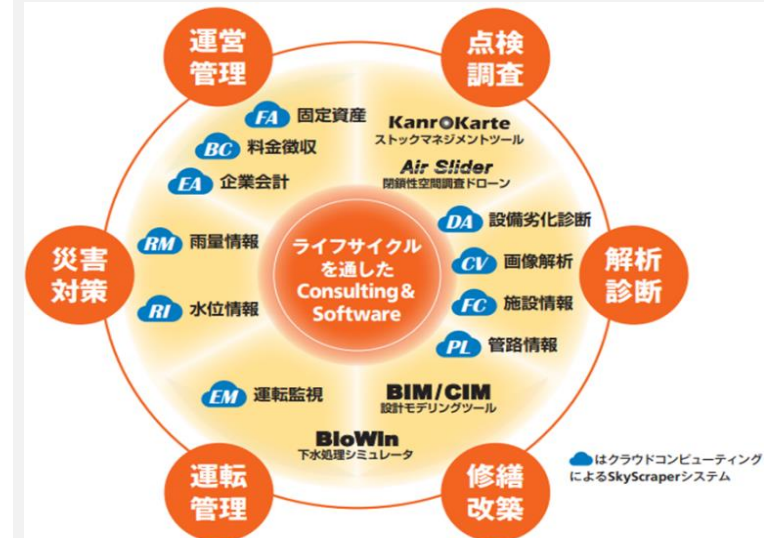 運営
管理
点検
調査
FA 固定資産
BC 料金徴収
EA 企業会計
KanroKarte
ストックマネジメントツール
Air Slider
閉鎖性空間調査ドローン
災害
対策
RM 雨量情報
RI 水位情報
ライフサイクル
を通した
Consulting&
Software
DA 設備劣化診断
CV 画像解析
FC 施設情報
PL 管路情報
解析
診断
EM 運転監視
BioWin
下水処理シミュレータ
BIM/CIM
設計モデリングツール
運転
管理
修繕
改築
はクラウドコンピューティング
によるSkyScraperシステム